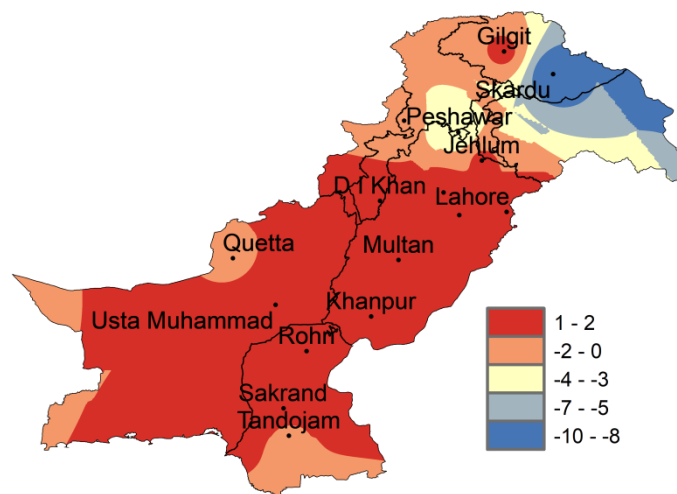 Gilgit
Skardu
Peshawar
Jehlum
D I Khan
Lahore
Quetta
Multan
Usta Muhammad
Khanpur
Rohri
Sakrand
Tandojam
1 - 2
-2 - 0
-4 - -3
-7 - -5
-10 - -8